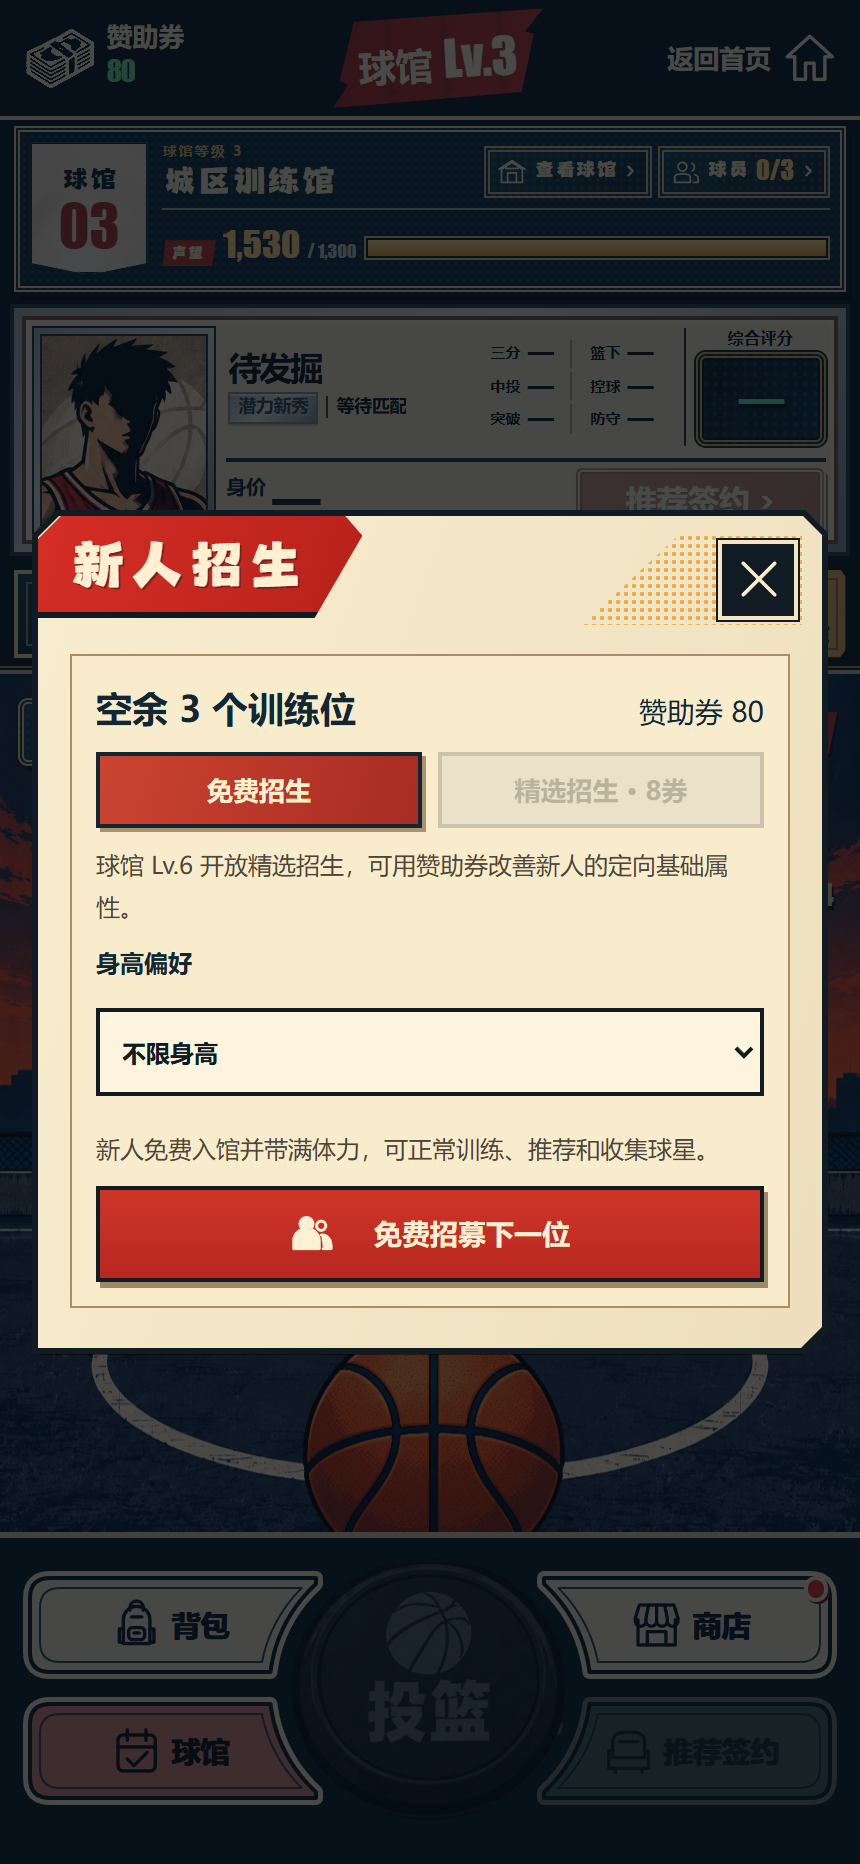 赞助券
80
球馆 Lv.3
返回首页
球馆
03
球馆等级 3
城区训练馆
查看球馆 ›
球员 0/3 ›
声望 1,530 / 1,300
待发掘
潜力新秀 | 等待匹配
三分 — 篮下 —
中投 — 控球 —
突破 — 防守 —
综合评分
—
身价 —
推荐签约 ›
新人招生
空余 3 个训练位
赞助券 80
免费招生
精选招生 · 8券
球馆 Lv.6 开放精选招生，可用赞助券改善新人的定向基础属
性。
身高偏好
不限身高
新人免费入馆并带满体力，可正常训练、推荐和收集球星。
免费招募下一位
背包
商店
投篮
球馆
推荐签约